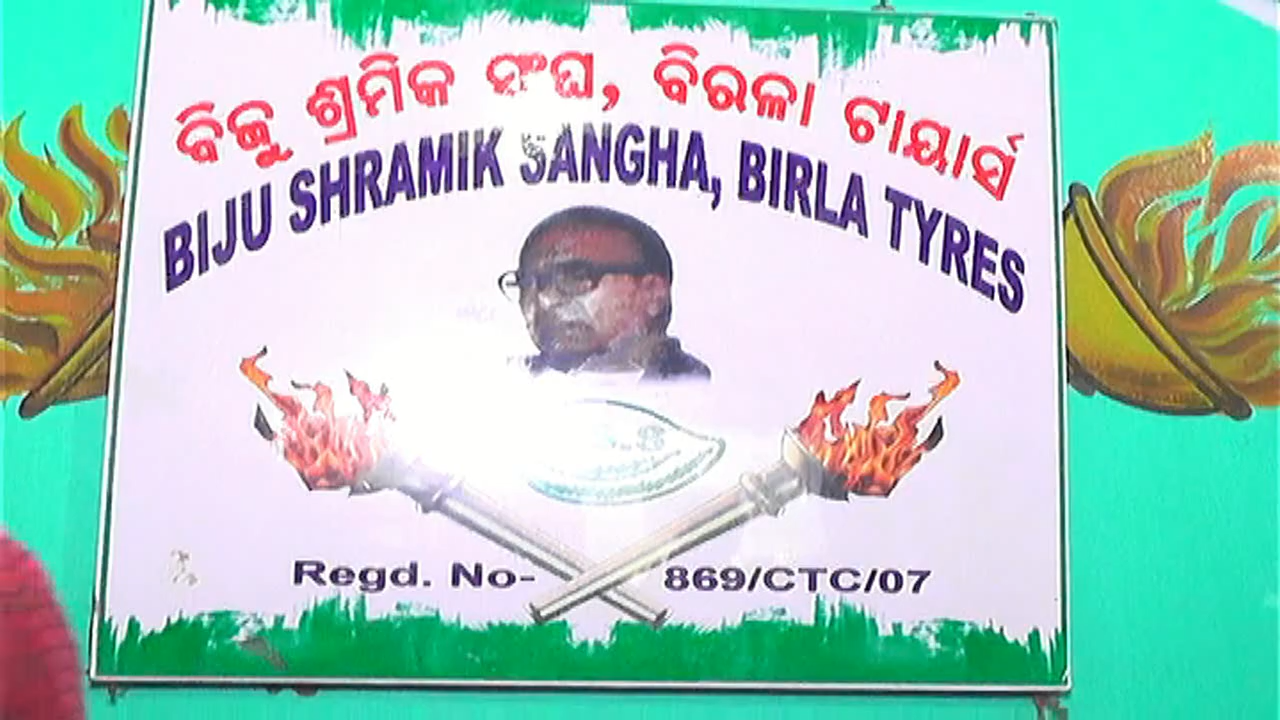 ବିଜୁ ଶ୍ରମିକ ସଂଘ, ବିରଳା ଟାୟାର୍ସ
BIJU SHRAMIK SANGHA, BIRLA TYRES
Regd. No- 869/CTC/07